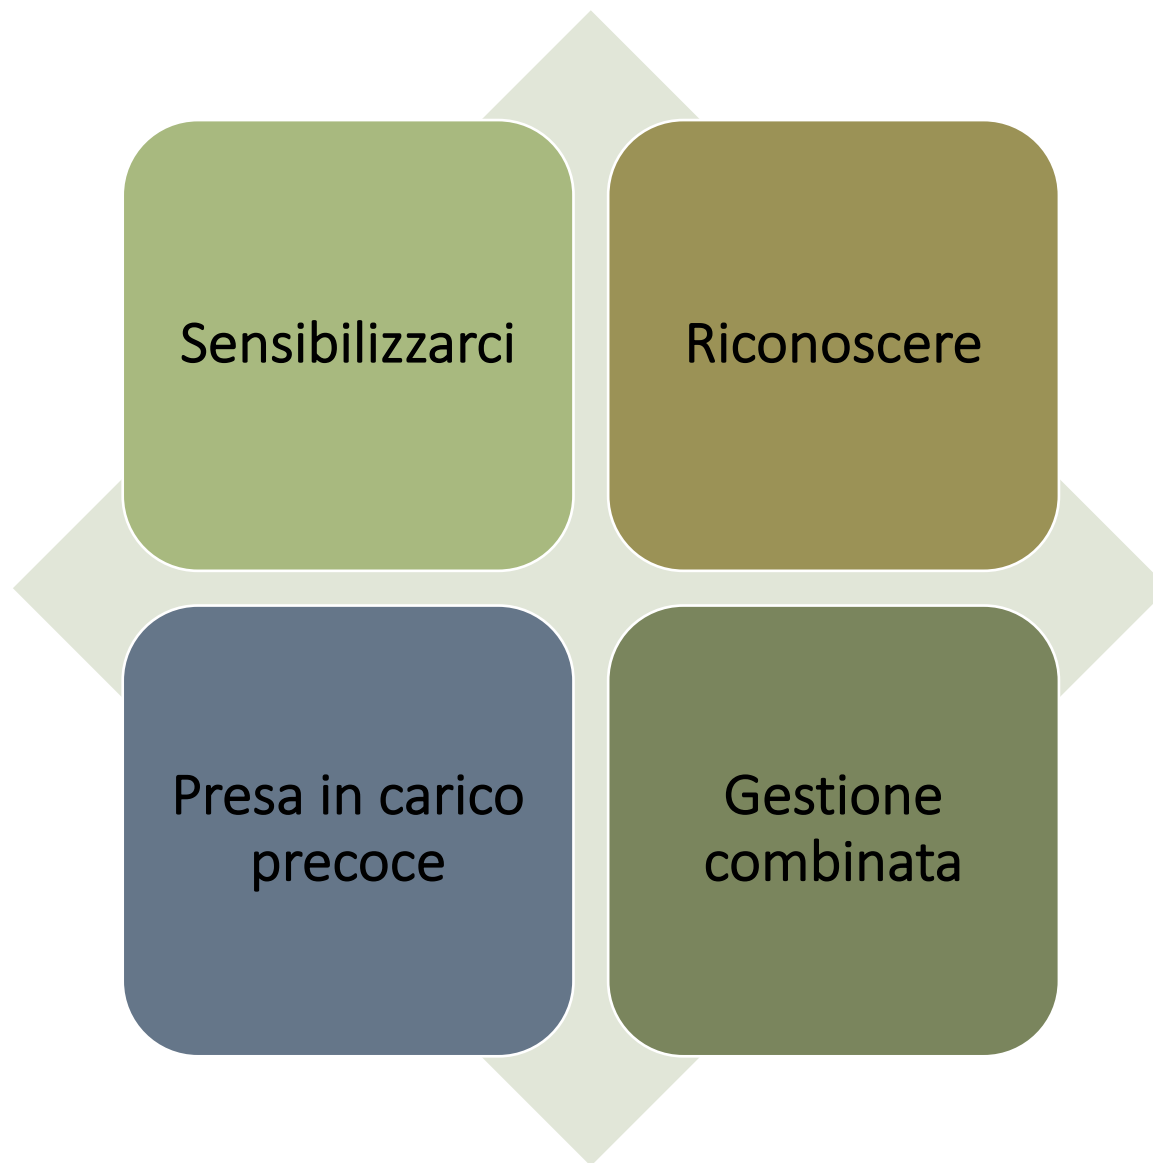 Sensibilizzarci
Riconoscere
Presa in carico
precoce
Gestione
combinata